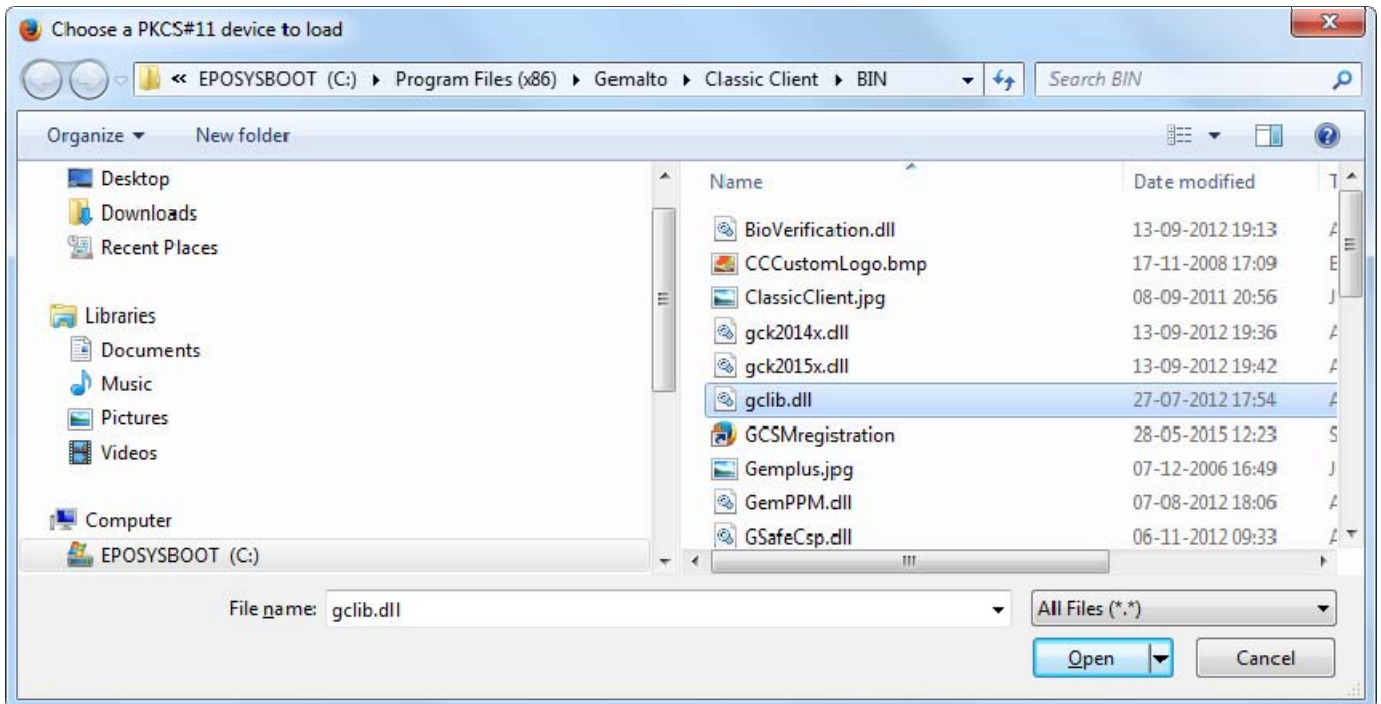 Choose a PKCS#11 device to load
« EPOSYSBOOT (C:) ▸ Program Files (x86) ▸ Gemalto ▸ Classic Client ▸ BIN
Search BIN
Organize
New folder
Desktop
Downloads
Recent Places
Libraries
Documents
Music
Pictures
Videos
Computer
EPOSYSBOOT (C:)
Name Date modified T
BioVerification.dll 13-09-2012 19:13 A
CCCustomLogo.bmp 17-11-2008 17:09 E
ClassicClient.jpg 08-09-2011 20:56 J
gck2014x.dll 13-09-2012 19:36 A
gck2015x.dll 13-09-2012 19:42 A
gclib.dll 27-07-2012 17:54 A
GCSMregistration 28-05-2015 12:23 S
Gemplus.jpg 07-12-2006 16:49 J
GemPPM.dll 07-08-2012 18:06 A
GSafeCsp.dll 06-11-2012 09:33 A
File name: gclib.dll
All Files (*.*)
Open Cancel